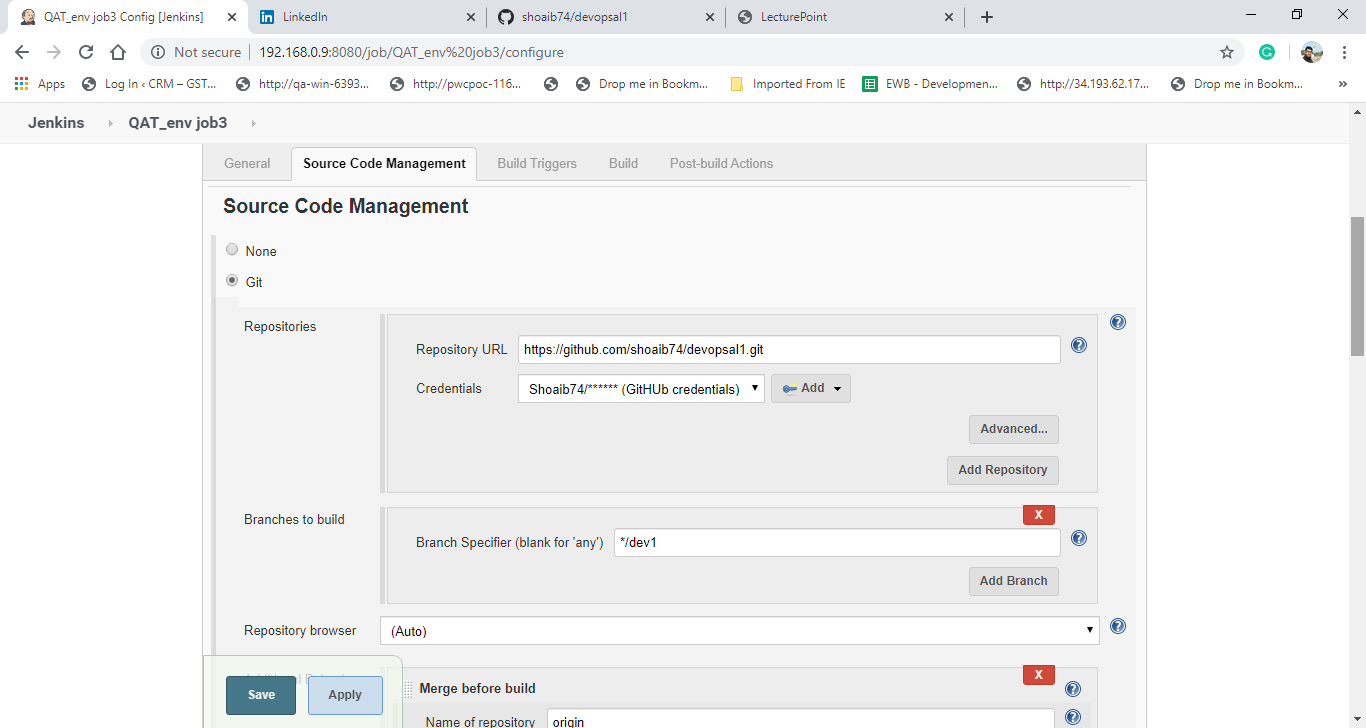 QAT_env job3 Config [Jenkins]
LinkedIn
shoaib74/devopsal1
LecturePoint
Not secure
192.168.0.9:8080/job/QAT_env%20job3/configure
Apps
Log In ‹ CRM – GST...
http://qa-win-6393...
http://pwcpoc-116...
Drop me in Bookm...
Imported From IE
EWB - Developmen...
http://34.193.62.17...
Drop me in Bookm...
»
Jenkins
QAT_env job3
General
Source Code Management
Build Triggers
Build
Post-build Actions
Source Code Management
None
Git
Repositories
Repository URL
https://github.com/shoaib74/devopsal1.git
Credentials
Shoaib74/****** (GitHUb credentials)
Add
Advanced...
Add Repository
Branches to build
X
Branch Specifier (blank for 'any')
*/dev1
Add Branch
Repository browser
(Auto)
X
Merge before build
Save
Apply
Name of repository
origin